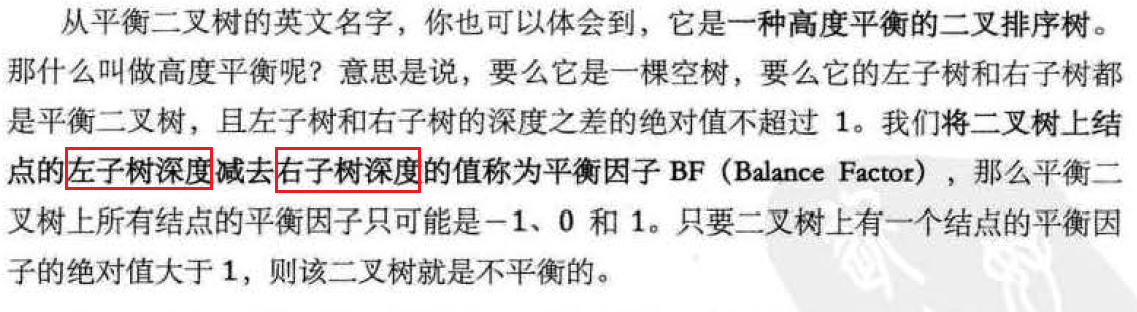 从平衡二叉树的英文名字，你也可以体会到，它是一种高度平衡的二叉排序树。
那什么叫做高度平衡呢？意思是说，要么它是一棵空树，要么它的左子树和右子树都
是平衡二叉树，且左子树和右子树的深度之差的绝对值不超过 1。我们将二叉树上结
点的左子树深度减去右子树深度的值称为平衡因子 BF（Balance Factor），那么平衡二
叉树上所有结点的平衡因子只可能是－1、0 和 1。只要二叉树上有一个结点的平衡因
子的绝对值大于 1，则该二叉树就是不平衡的。